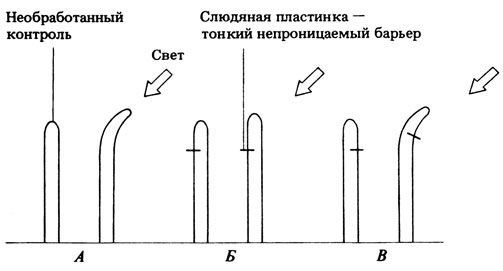 Необработанный
контроль
Слюдяная пластинка —
тонкий непроницаемый барьер
Свет
А
Б
В